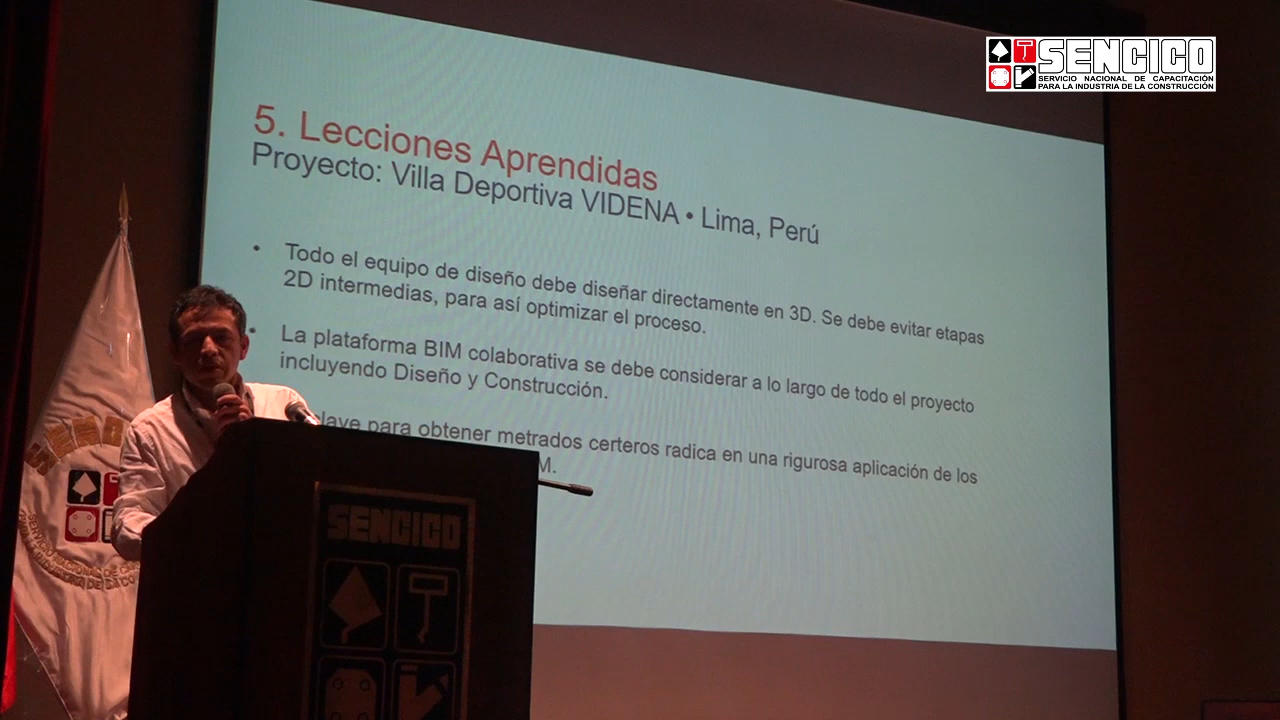 SENCICO
SERVICIO NACIONAL DE CAPACITACIÓN
PARA LA INDUSTRIA DE LA CONSTRUCCIÓN
5. Lecciones Aprendidas
Proyecto: Villa Deportiva VIDENA • Lima, Perú
• Todo el equipo de diseño debe diseñar directamente en 3D. Se debe evitar etapas
2D intermedias, para así optimizar el proceso.
• La plataforma BIM colaborativa se debe considerar a lo largo de todo el proyecto
incluyendo Diseño y Construcción.
para obtener metrados certeros radica en una rigurosa aplicación de los
SENCICO